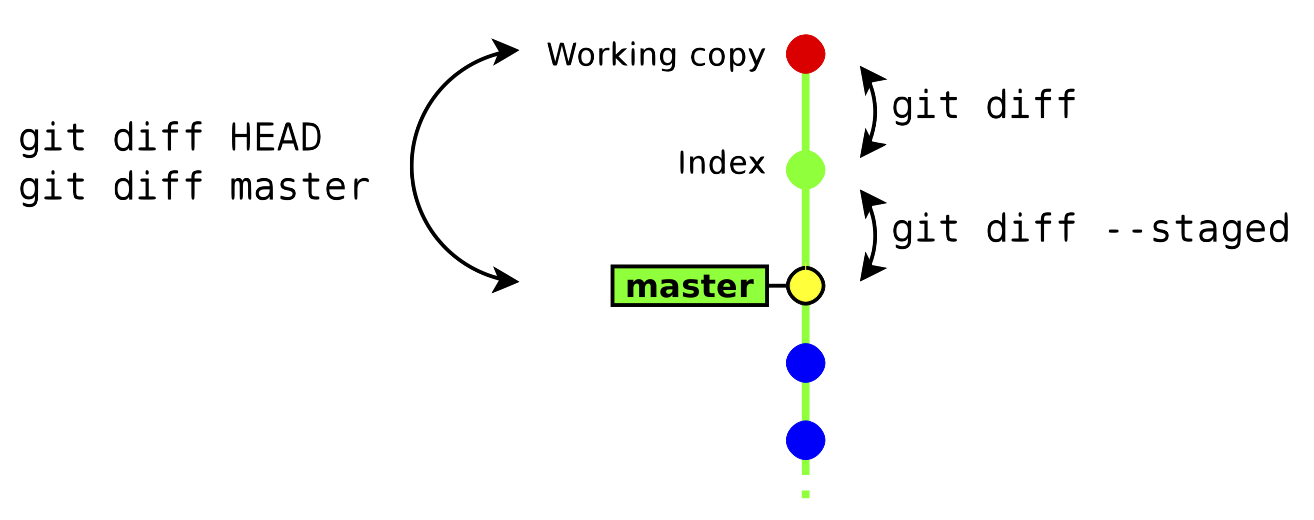 Working copy
git diff
git diff HEAD
git diff master
Index
git diff --staged
master